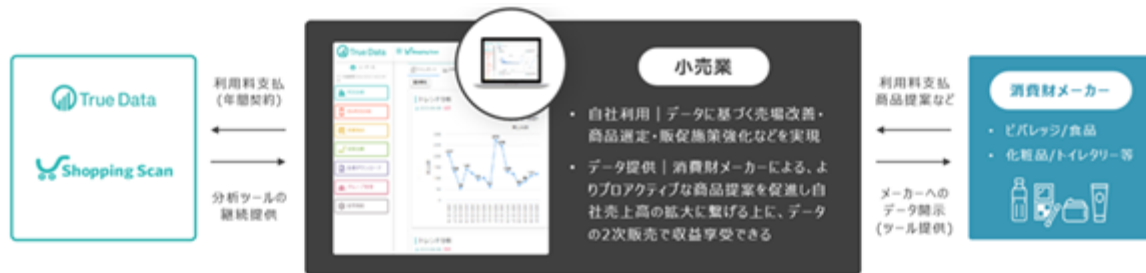 True Data
Shopping Scan
利用料支払
(年間契約)
分析ツールの
継続提供
True Data
小売業
• 自社利用｜データに基づく売場改善・
商品選定・販促施策強化などを実現
• データ提供｜消費財メーカーによる、よ
りプロアクティブな商品提案を促進し自
社売上高の拡大に繋げる上に、データ
の2次販売で収益享受できる
利用料支払
商品提案など
メーカーへの
データ開示
(ツール提供)
消費財メーカー
• ビバレッジ/食品
• 化粧品/トイレタリー等